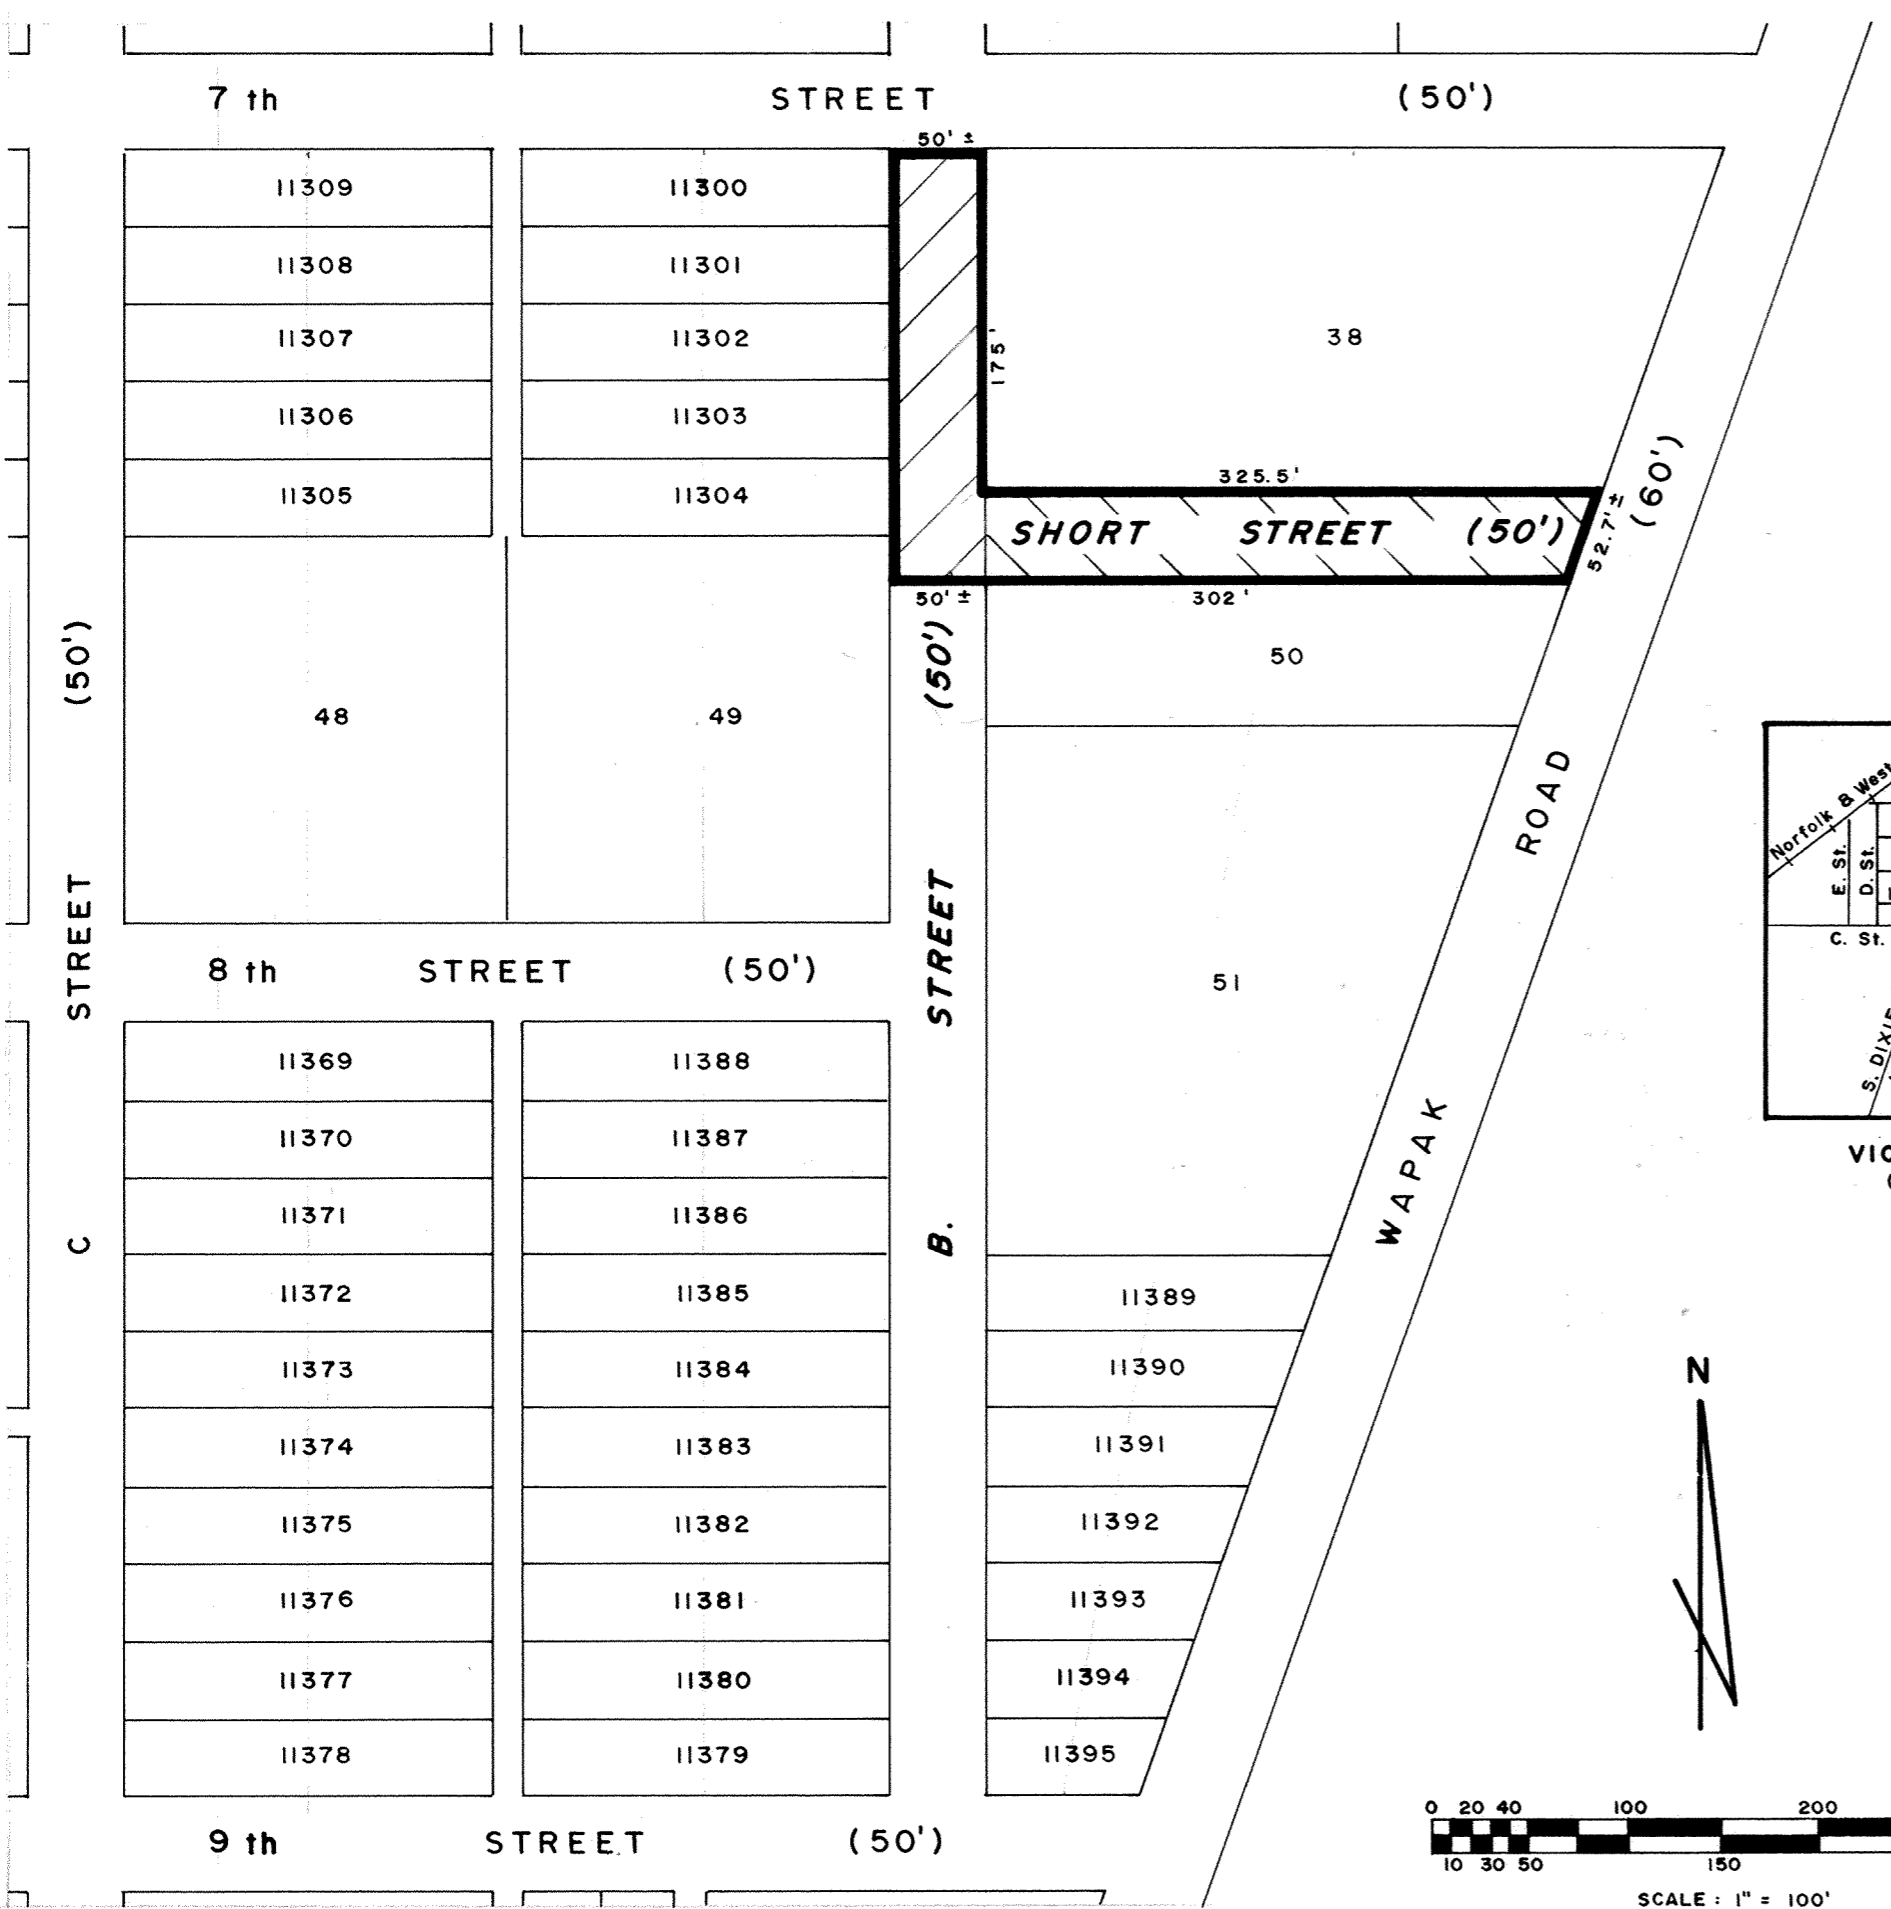 7 th STREET (50')
50' ±
11309 11300
11308 11301
11307 11302
175'
38
11306 11303
11305 11304
325.5'
SHORT STREET (50')
52.7' ±
(60')
50' ±
302'
(50')
(50')
50
48 49
WAPAK ROAD
C STREET
B. STREET
8 th STREET (50')
51
Norfolk & West
E. St.
D. St.
C. St.
S. DIXIE
11369 11388
11370 11387
11371 11386
11372 11385 11389
11373 11384 11390
11374 11383 11391
11375 11382 11392
11376 11381 11393
11377 11380 11394
11378 11379 11395
N
9 th STREET (50')
0 20 40 100 200
10 30 50 150
SCALE : 1" = 100'